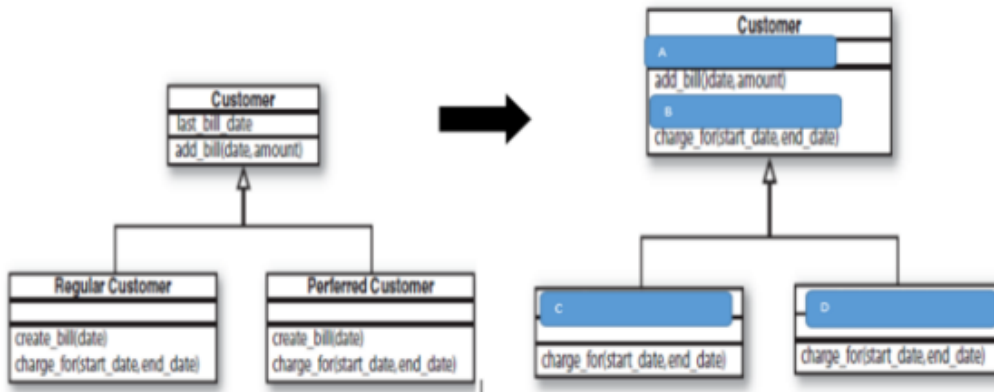 Customer
last_bill_date
add_bill(date,amount)
Regular Customer
create_bill(date)
charge_for(start_date,end_date)
Perferred Customer
create_bill(date)
charge_for(start_date,end_date)
Customer
A
add_bill()date,amount)
B
charge_for(start_date,end_date)
C
charge_for(start_date,end_date)
D
charge_for(start_date,end_date)